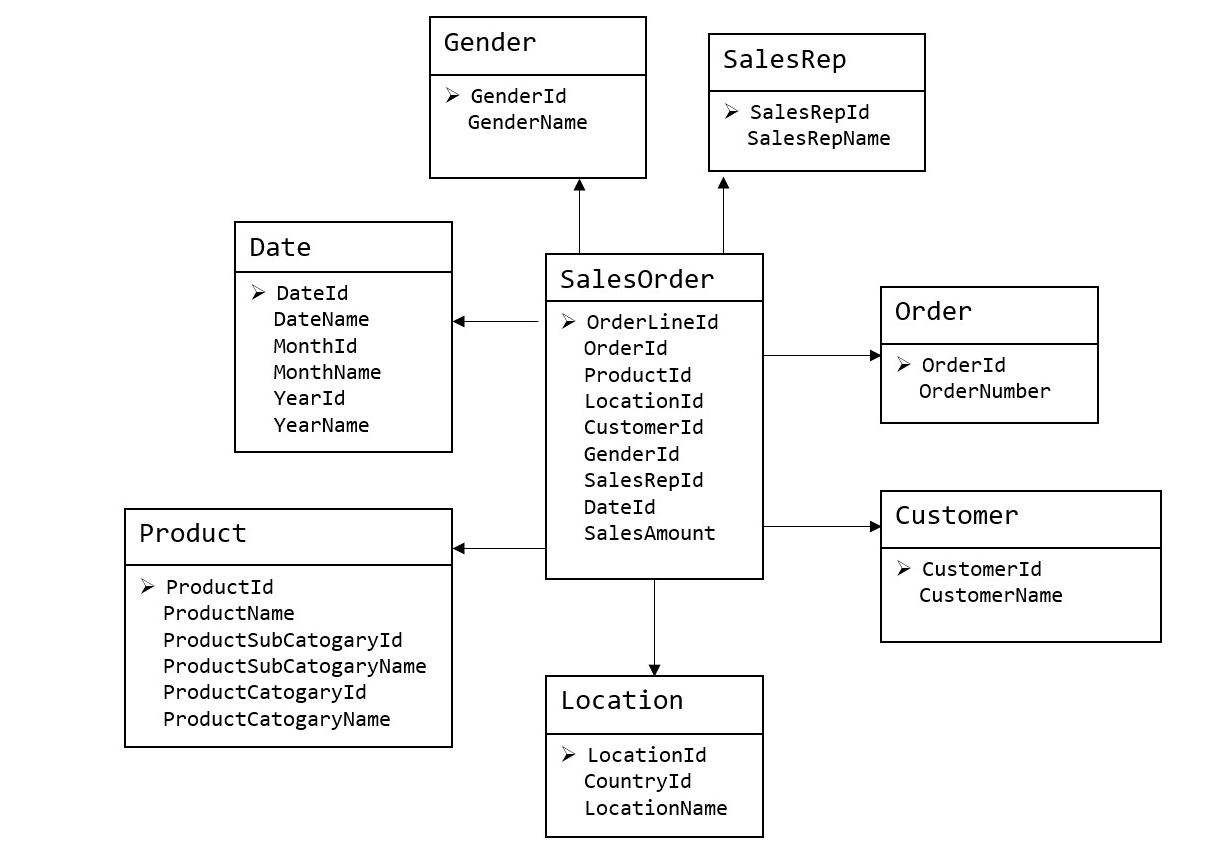 Gender
GenderId
GenderName
SalesRep
SalesRepId
SalesRepName
Date
DateId
DateName
MonthId
MonthName
YearId
YearName
SalesOrder
OrderLineId
OrderId
ProductId
LocationId
CustomerId
GenderId
SalesRepId
DateId
SalesAmount
Order
OrderId
OrderNumber
Product
ProductId
ProductName
ProductSubCatogaryId
ProductSubCatogaryName
ProductCatogaryId
ProductCatogaryName
Customer
CustomerId
CustomerName
Location
LocationId
CountryId
LocationName